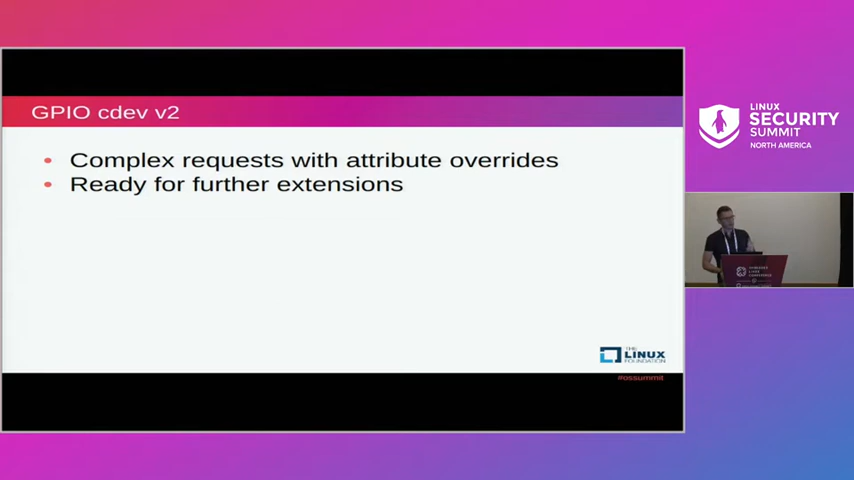 GPIO cdev v2
• Complex requests with attribute overrides
• Ready for further extensions
THE
LINUX
FOUNDATION
#ossummit
LINUX
SECURITY
SUMMIT
NORTH AMERICA